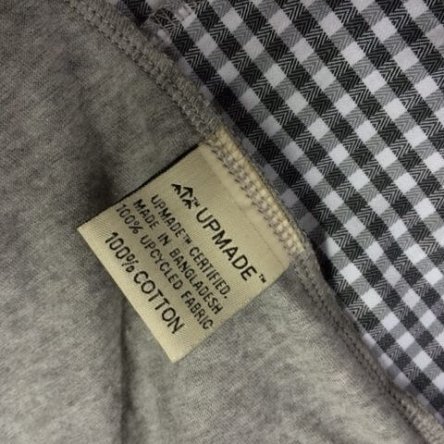 UPMADE™
UPMADE™ CERTIFIED.
MADE IN BANGLADESH
100% UPCYCLED FABRIC
100% COTTON